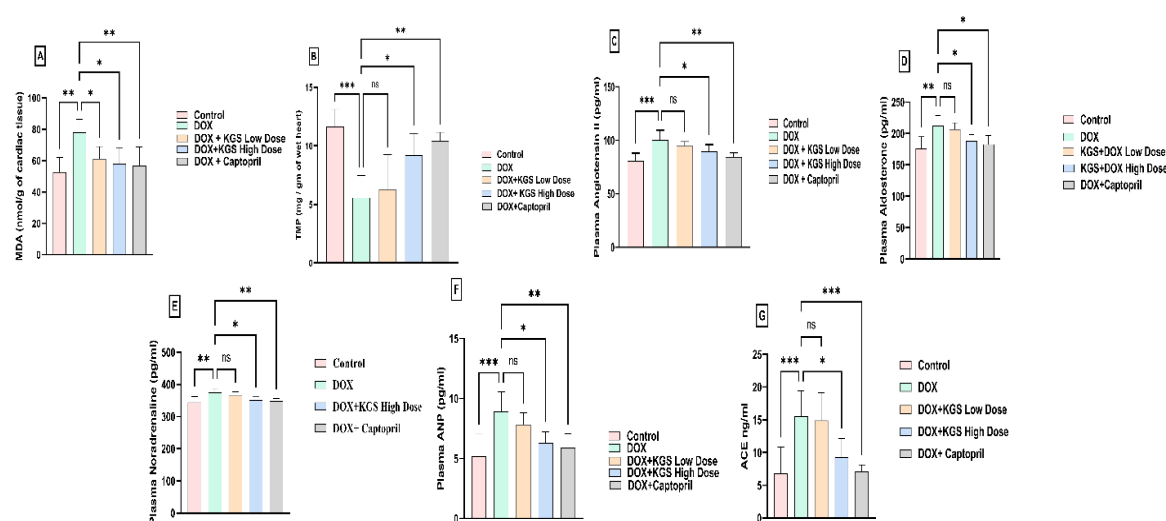 A
MDA (nmol/g of cardiac tissue)
100
80
60
40
20
0
**
*
*
**
Control
DOX
DOX + KGS Low Dose
DOX+KGS High Dose
DOX + Captopril
B
TMP (mg / gm of wet heart)
15
10
5
0
***
ns
*
**
Control
DOX
DOX+KGS Low Dose
DOX+ KGS High Dose
DOX+Captopril
C
Plasma Angiotensin II (pg/ml)
150
100
50
0
***
ns
*
**
Control
DOX
DOX + KGS Low Dose
DOX + KGS High Dose
DOX + Captopril
D
Plasma Aldosterone (pg/ml)
250
200
150
100
50
0
**
ns
*
*
Control
DOX
KGS+DOX Low Dose
KGS+DOX High Dose
DOX+Captopril
E
Plasma Noradrenaline (pg/ml)
500
400
300
200
100
0
**
ns
*
**
Control
DOX
DOX+KGS High Dose
DOX+ Captopril
F
Plasma ANP (pg/ml)
15
10
5
0
***
ns
*
**
Control
DOX
DOX+KGS Low Dose
DOX+KGS High Dose
DOX+Captopril
G
ACE ng/ml
25
20
15
10
5
0
***
ns
*
***
Control
DOX
DOX+KGS Low Dose
DOX+KGS High Dose
DOX+ Captopril